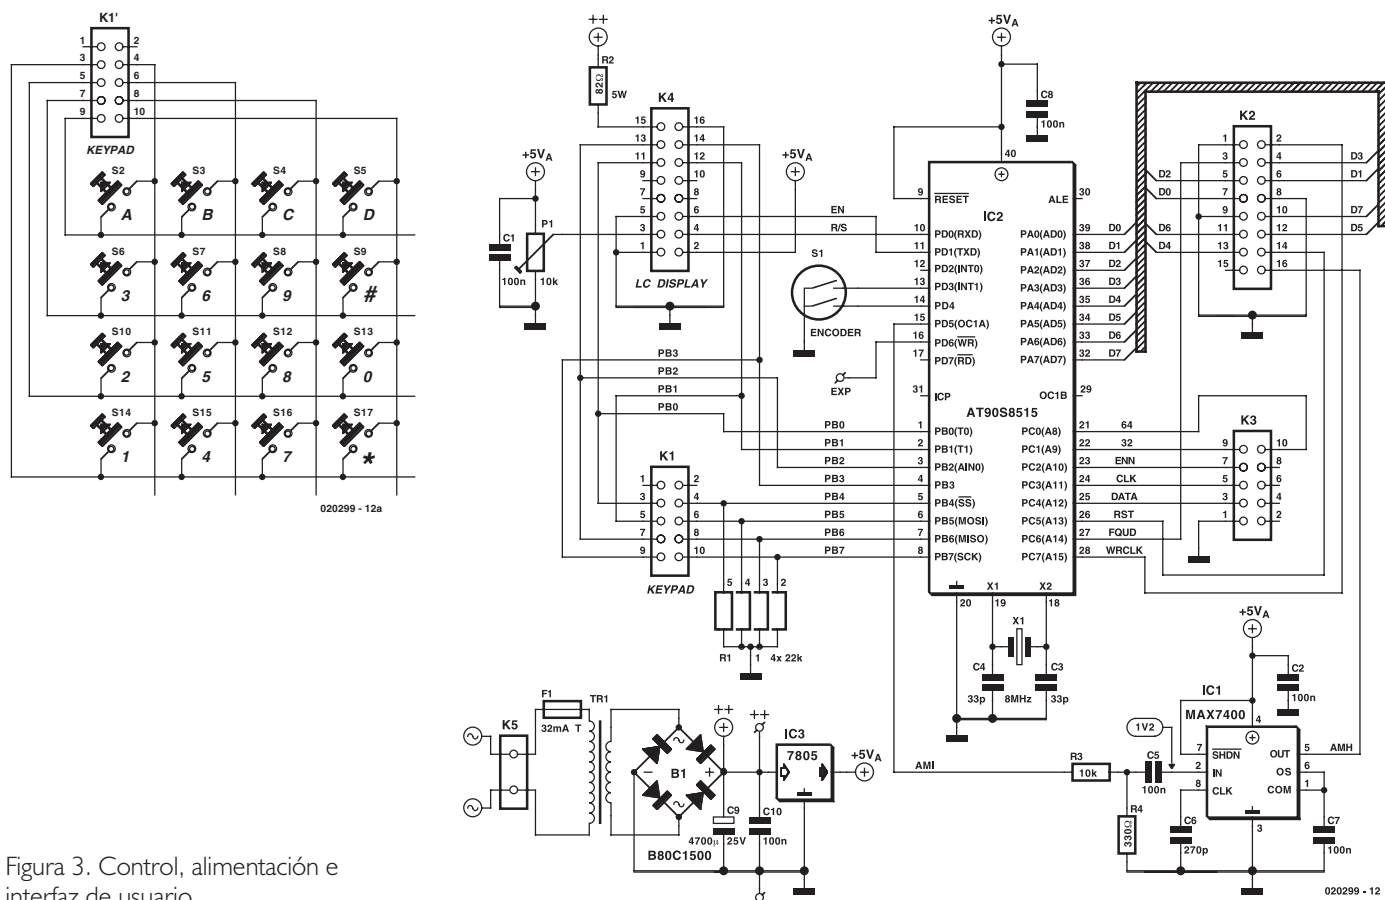 K1'
1 2
3 4
5 6
7 8
9 10
KEYPAD
S2 S3 S4 S5
A B C D
S6 S7 S8 S9
3 6 9 #
S10 S11 S12 S13
2 5 8 0
S14 S15 S16 S17
1 4 7 *
020299 - 12a
++
R2
82Ω
5W
K4
15 16
13 14
11 12
9 10
7 8
5 6
3 4
1 2
LC DISPLAY
+5VA
C1
100n
P1
10k
EN
R/S
+5VA
S1
ENCODER
EXP
PB3
PB2
PB1
PB0
K1
1 2
3 4
5 6
7 8
9 10
KEYPAD
5 4 3 2
R1 1 4x 22k
+5VA
C8
100n
40
IC2
AT90S8515
9 RESET ALE 30
PB0
PB1
PB2
PB3
PB4
PB5
PB6
PB7
10 PD0(RXD) PA0(AD0) 39 D0
11 PD1(TXD) PA1(AD1) 38 D1
12 PD2(INT0) PA2(AD2) 37 D2
13 PD3(INT1) PA3(AD3) 36 D3
14 PD4 PA4(AD4) 35 D4
15 PD5(OC1A) PA5(AD5) 34 D5
16 PD6(WR) PA6(AD6) 33 D6
17 PD7(RD) PA7(AD7) 32 D7
31 ICP OC1B 29
1 PB0(T0) PC0(A8) 21 64
2 PB1(T1) PC1(A9) 22 32
3 PB2(AIN0) PC2(A10) 23 ENN
4 PB3 PC3(A11) 24 CLK
5 PB4(SS) PC4(A12) 25 DATA
6 PB5(MOSI) PC5(A13) 26 RST
7 PB6(MISO) PC6(A14) 27 FQUD
8 PB7(SCK) PC7(A15) 28 WRCLK
X1 X2
20 19 18
X1
C4 C3
33p 8MHz 33p
K2
1 2
3 4 D3
D2 5 6 D1
D0 7 8
9 10 D7
D6 11 12 D5
D4 13 14
15 16
K3
9 10
7 8
5 6
3 4
1 2
K5
F1
32mA T
TR1
B1
B80C1500
++
++
C9
4700µ 25V
C10
100n
IC3
7805
+5VA
AMI
R3
10k
R4
330Ω
1V2
C5
100n
+5VA
C2
100n
IC1
MAX7400
4
7 SHDN OUT 5 AMH
2 IN OS 6
8 CLK COM 1
3
C6
270p
C7
100n
020299 - 12
Figura 3. Control, alimentación e
interfaz de usuario